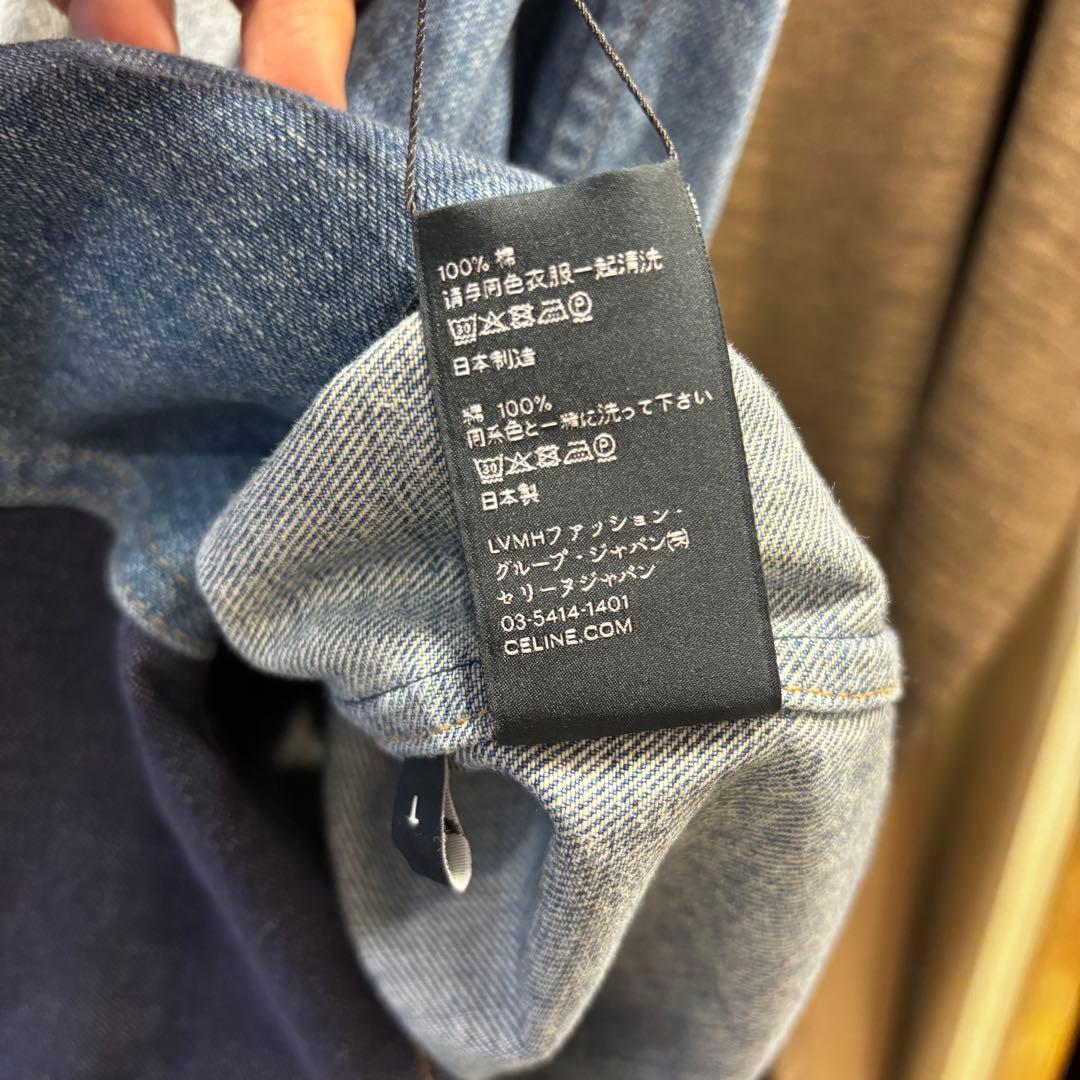 100% 棉
请与同色衣服一起清洗
30 P
日本制造
綿 100%
同系色と一緒に洗って下さい
30 P
日本製
LVMHファッション・
グループ・ジャパン㈱
セリーヌジャパン
03-5414-1401
CELINE.COM